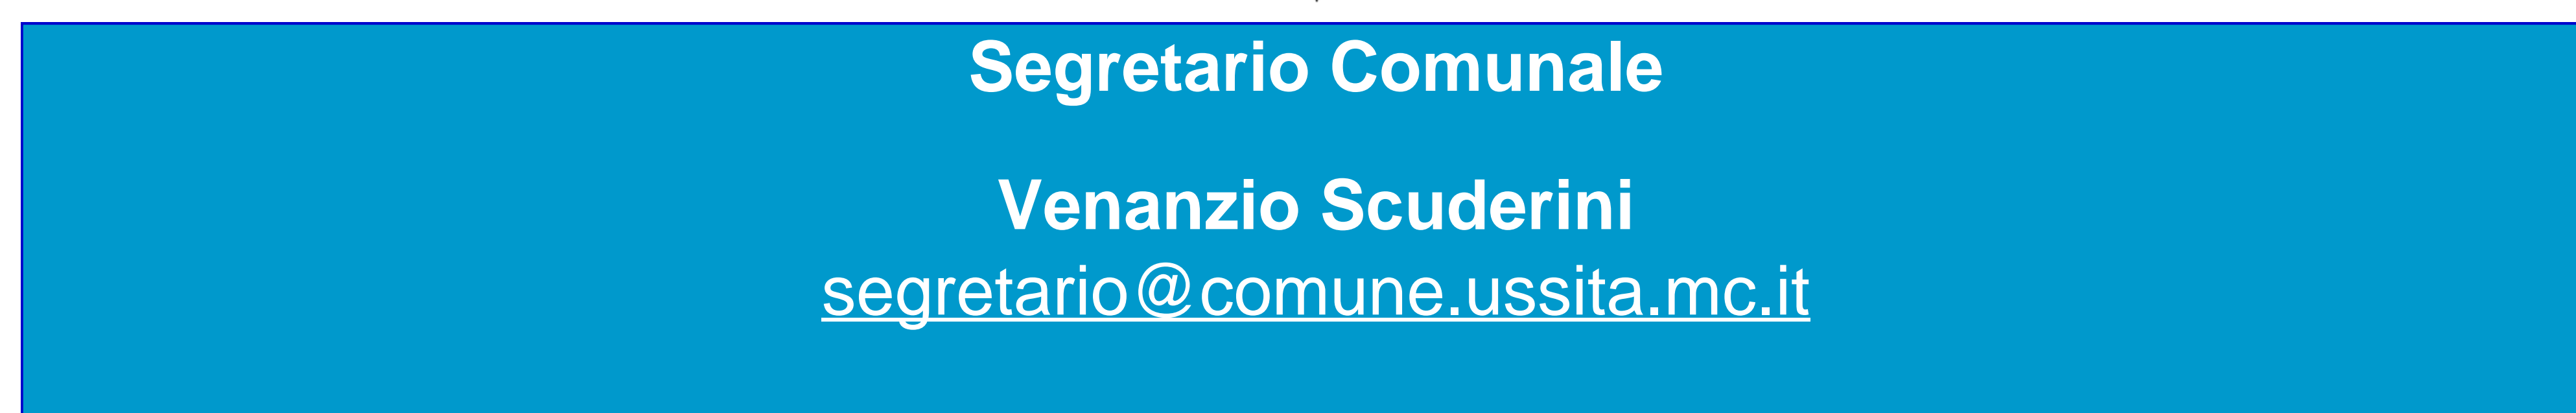 Segretario Comunale
Venanzio Scuderini
segretario@comune.ussita.mc.it